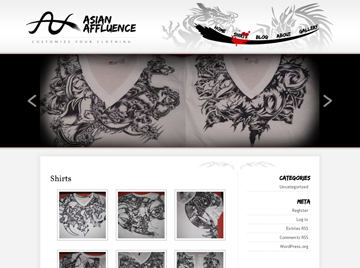 ASIAN
AFFLUENCE
CUSTOMIZE YOUR CLOTHING
HOME
SHIRTS
BLOG
ABOUT
GALLERY
Shirts
CATEGORIES
Uncategorized
META
Register
Log in
Entries RSS
Comments RSS
WordPress.org